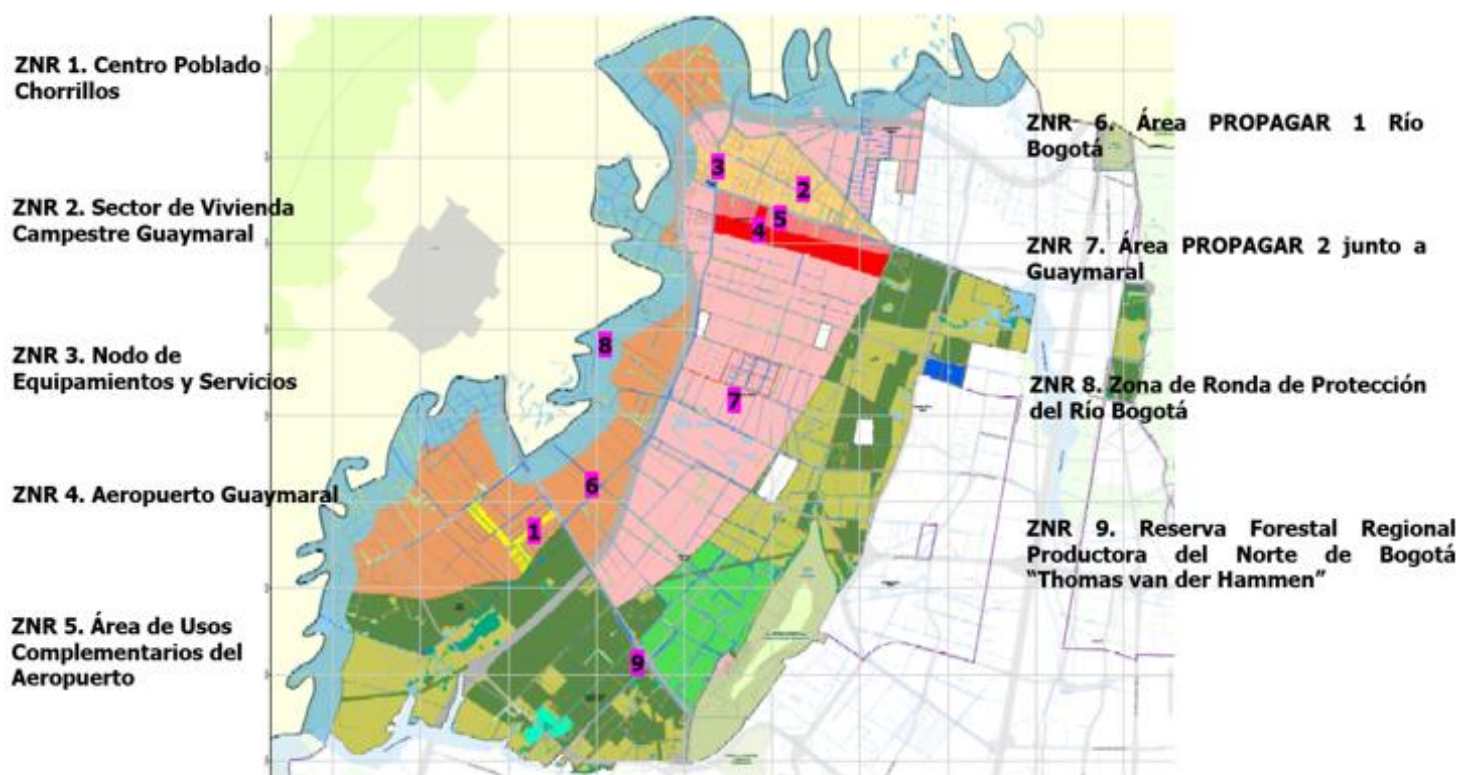 ZNR 1. Centro Poblado
Chorrillos
ZNR 2. Sector de Vivienda
Campestre Guaymaral
ZNR 3. Nodo de
Equipamientos y Servicios
ZNR 4. Aeropuerto Guaymaral
ZNR 5. Área de Usos
Complementarios del
Aeropuerto
3
2
5
4
8
7
6
1
9
ZNR 6. Área PROPAGAR 1 Río
Bogotá
ZNR 7. Área PROPAGAR 2 junto a
Guaymaral
ZNR 8. Zona de Ronda de Protección
del Río Bogotá
ZNR 9. Reserva Forestal Regional
Productora del Norte de Bogotá
"Thomas van der Hammen"